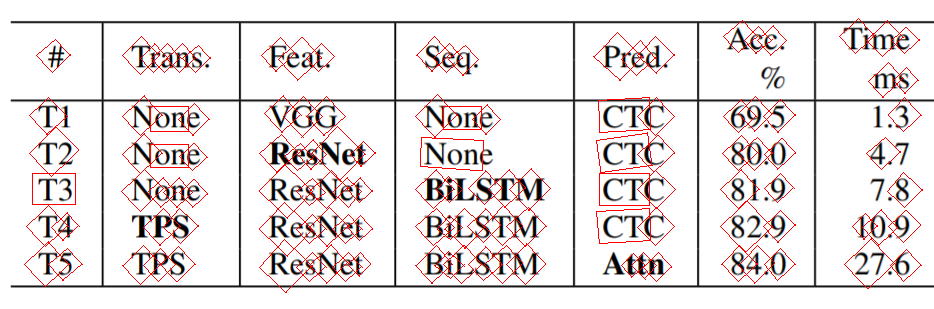 # Trans. Feat. Seq. Pred. Acc. % Time ms
T1 None VGG None CTC 69.5 1.3
T2 None ResNet None CTC 80.0 4.7
T3 None ResNet BiLSTM CTC 81.9 7.8
T4 TPS ResNet BiLSTM CTC 82.9 10.9
T5 TPS ResNet BiLSTM Attn 84.0 27.6